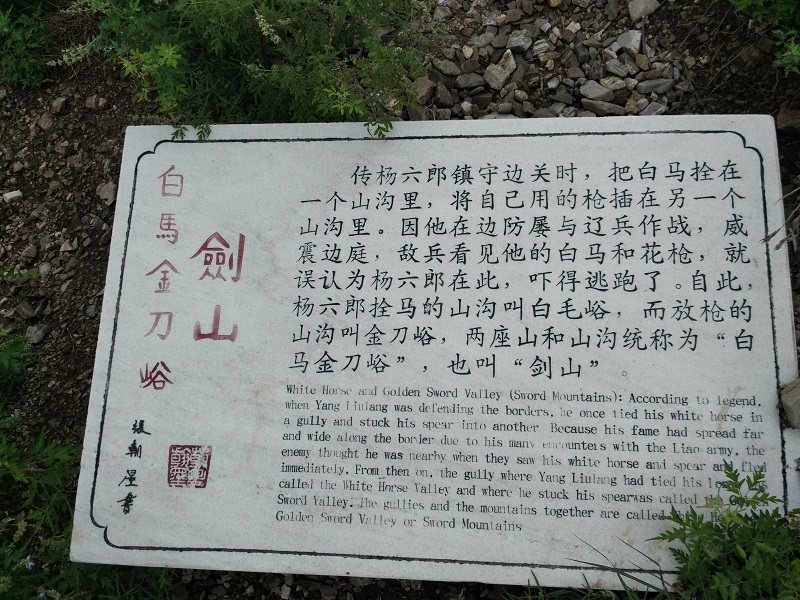 白馬金刀峪
劍山
传杨六郎镇守边关时，把白马拴在
一个山沟里，将自己用的枪插在另一个
山沟里。因他在边防屡与辽兵作战，威
震边庭，敌兵看见他的白马和花枪，就
误认为杨六郎在此，吓得逃跑了。自此，
杨六郎拴马的山沟叫白毛峪，而放枪的
山沟叫金刀峪，两座山和山沟统称为“白
马金刀峪”，也叫“剑山”。
White Horse and Golden Sword Valley (Sword Mountains): According to legend,
when Yang Liulang was defending the borders, he once tied his white horse in
a gully and stuck his spear into another Because his fame had spread far
and wide along the border due to his many encounters with the Liao army, the
enemy thought he was nearby when they saw his white horse and spear and fled
immediately. From then on, the gully where Yang Liulang had tied his
called the White Horse Valley and where he stuck his spearwas called the
Sword Valley. The gullies and the mountains together are called
Golden Sword Valley or Sword Mountains